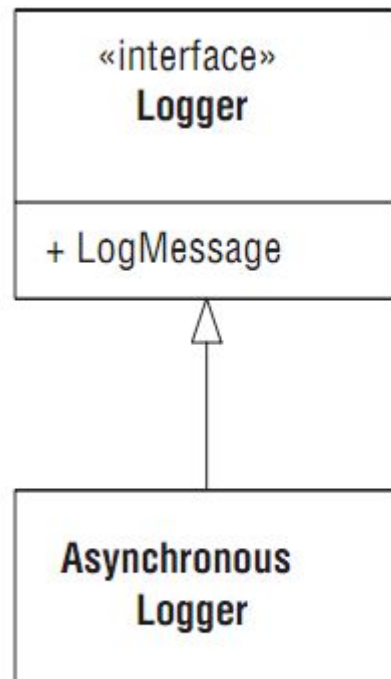 «interface»
Logger
+ LogMessage
Asynchronous
Logger